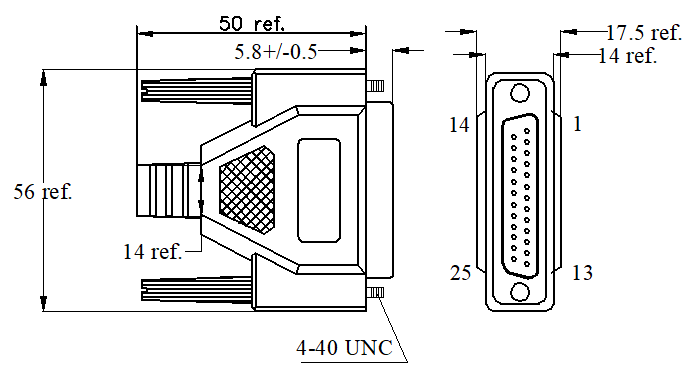 50 ref.
17.5 ref.
5.8+/-0.5
14 ref.
14
1
56 ref.
14 ref.
25
13
4-40 UNC